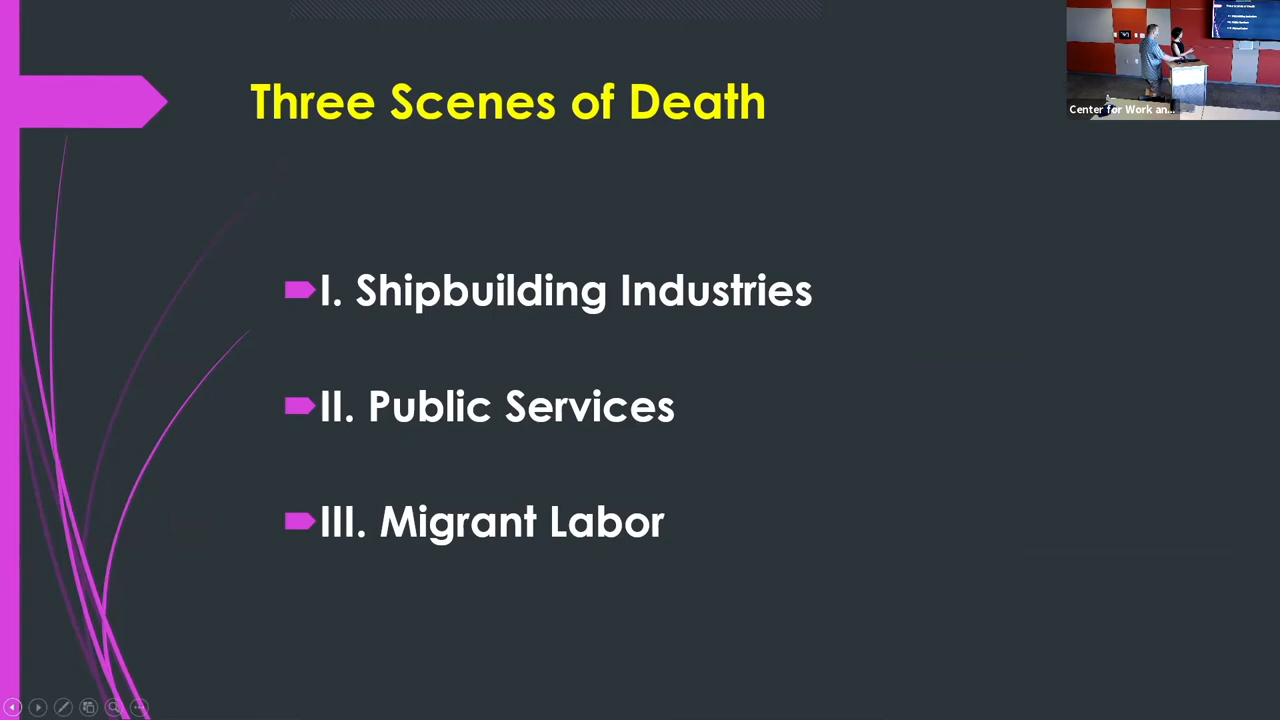 Three Scenes of Death
I. Shipbuilding Industries
II. Public Services
III. Migrant Labor
Center for Work an...